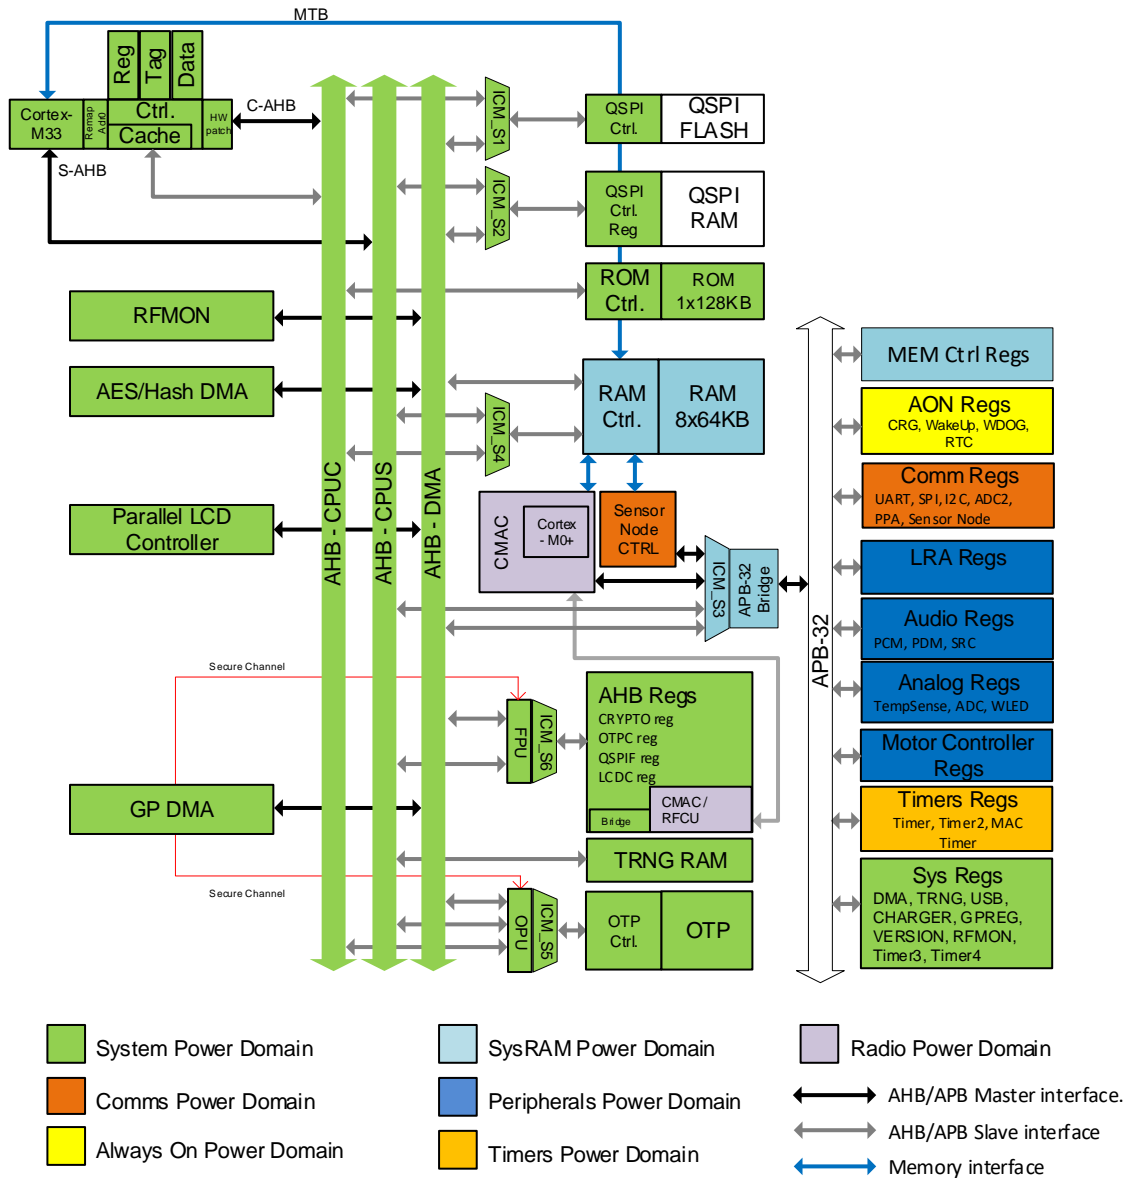 MTB
Reg
Tag
Data
Cortex-
M33
Remap
Adr0
Ctrl.
Cache
HW
patch
C-AHB
S-AHB
ICM_S1
QSPI
Ctrl.
QSPI
FLASH
ICM_S2
QSPI
Ctrl.
Reg
QSPI
RAM
ROM
Ctrl.
ROM
1x128KB
RFMON
AES/Hash DMA
RAM
Ctrl.
RAM
8x64KB
ICM_S4
AHB - CPUC
AHB - CPUS
AHB - DMA
Parallel LCD
Controller
CMAC
Cortex
- M0+
Sensor
Node
CTRL
ICM_S3
APB-32
Bridge
APB-32
MEM Ctrl Regs
AON Regs
CRG, WakeUp, WDOG,
RTC
Comm Regs
UART, SPI, I2C, ADC2,
PPA, Sensor Node
LRA Regs
Audio Regs
PCM, PDM, SRC
Analog Regs
TempSense, ADC, WLED
Motor Controller
Regs
Timers Regs
Timer, Timer2, MAC
Timer
Sys Regs
DMA, TRNG, USB,
CHARGER, GPREG,
VERSION, RFMON,
Timer3, Timer4
Secure Channel
FPU
ICM_S6
AHB Regs
CRYPTO reg
OTPC reg
QSPIF reg
LCDC reg
Bridge
CMAC /
RFCU
GP DMA
TRNG RAM
Secure Channel
OPU
ICM_S5
OTP
Ctrl.
OTP
System Power Domain
SysRAM Power Domain
Radio Power Domain
Comms Power Domain
Peripherals Power Domain
AHB/APB Master interface.
Always On Power Domain
Timers Power Domain
AHB/APB Slave interface
Memory interface